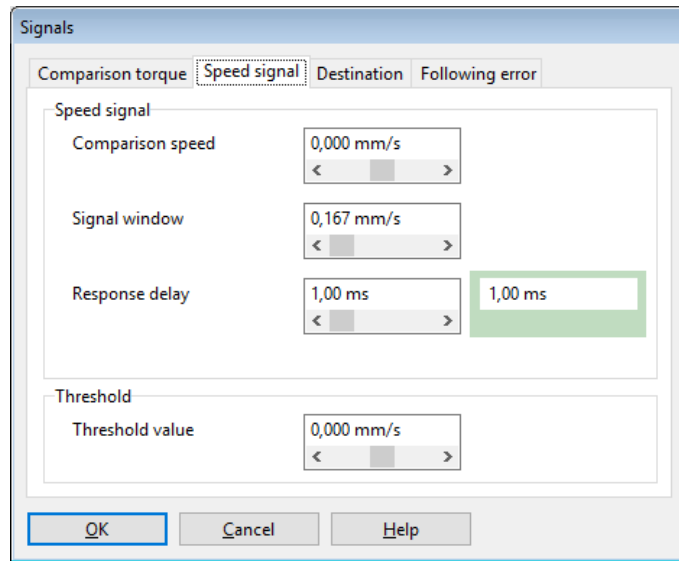 Signals
Comparison torque Speed signal Destination Following error
Speed signal
Comparison speed 0,000 mm/s
Signal window 0,167 mm/s
Response delay 1,00 ms 1,00 ms
Threshold
Threshold value 0,000 mm/s
OK Cancel Help